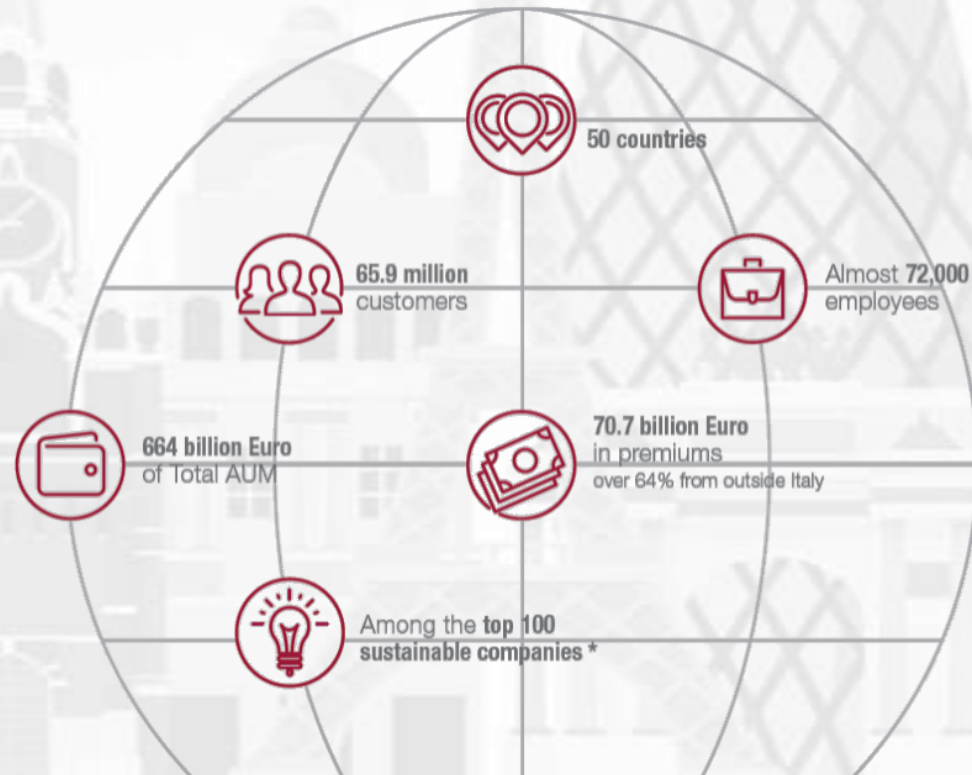 50 countries
65.9 million
customers
Almost 72,000
employees
664 billion Euro
of Total AUM
70.7 billion Euro
in premiums
over 64% from outside Italy
Among the top 100
sustainable companies *